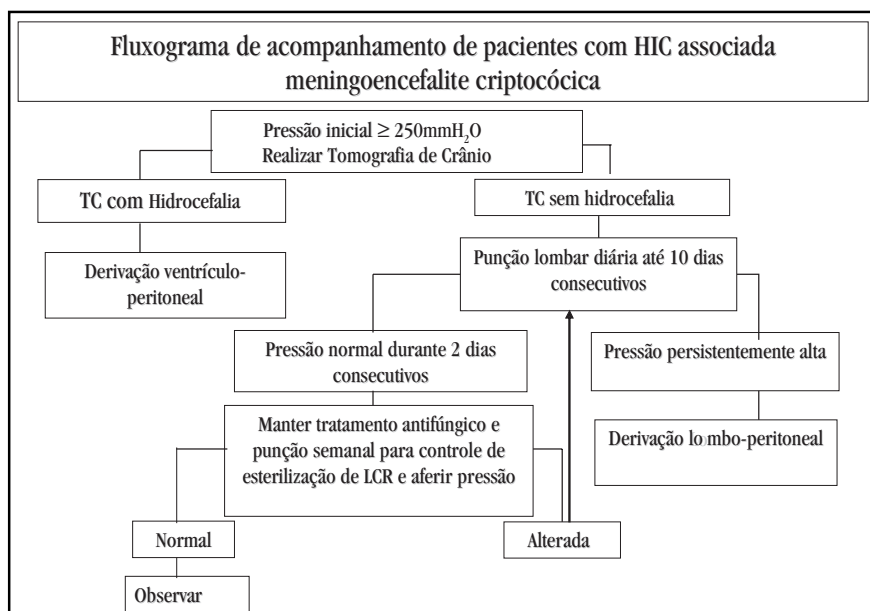 Fluxograma de acompanhamento de pacientes com HIC associada
meningoencefalite criptocócica
Pressão inicial ≥ 250mmH₂O
Realizar Tomografia de Crânio
TC com Hidrocefalia
TC sem hidrocefalia
Derivação ventrículo-
peritoneal
Punção lombar diária até 10 dias
consecutivos
Pressão normal durante 2 dias
consecutivos
Pressão persistentemente alta
Manter tratamento antifúngico e
punção semanal para controle de
esterilização de LCR e aferir pressão
Derivação lombo-peritoneal
Normal
Alterada
Observar